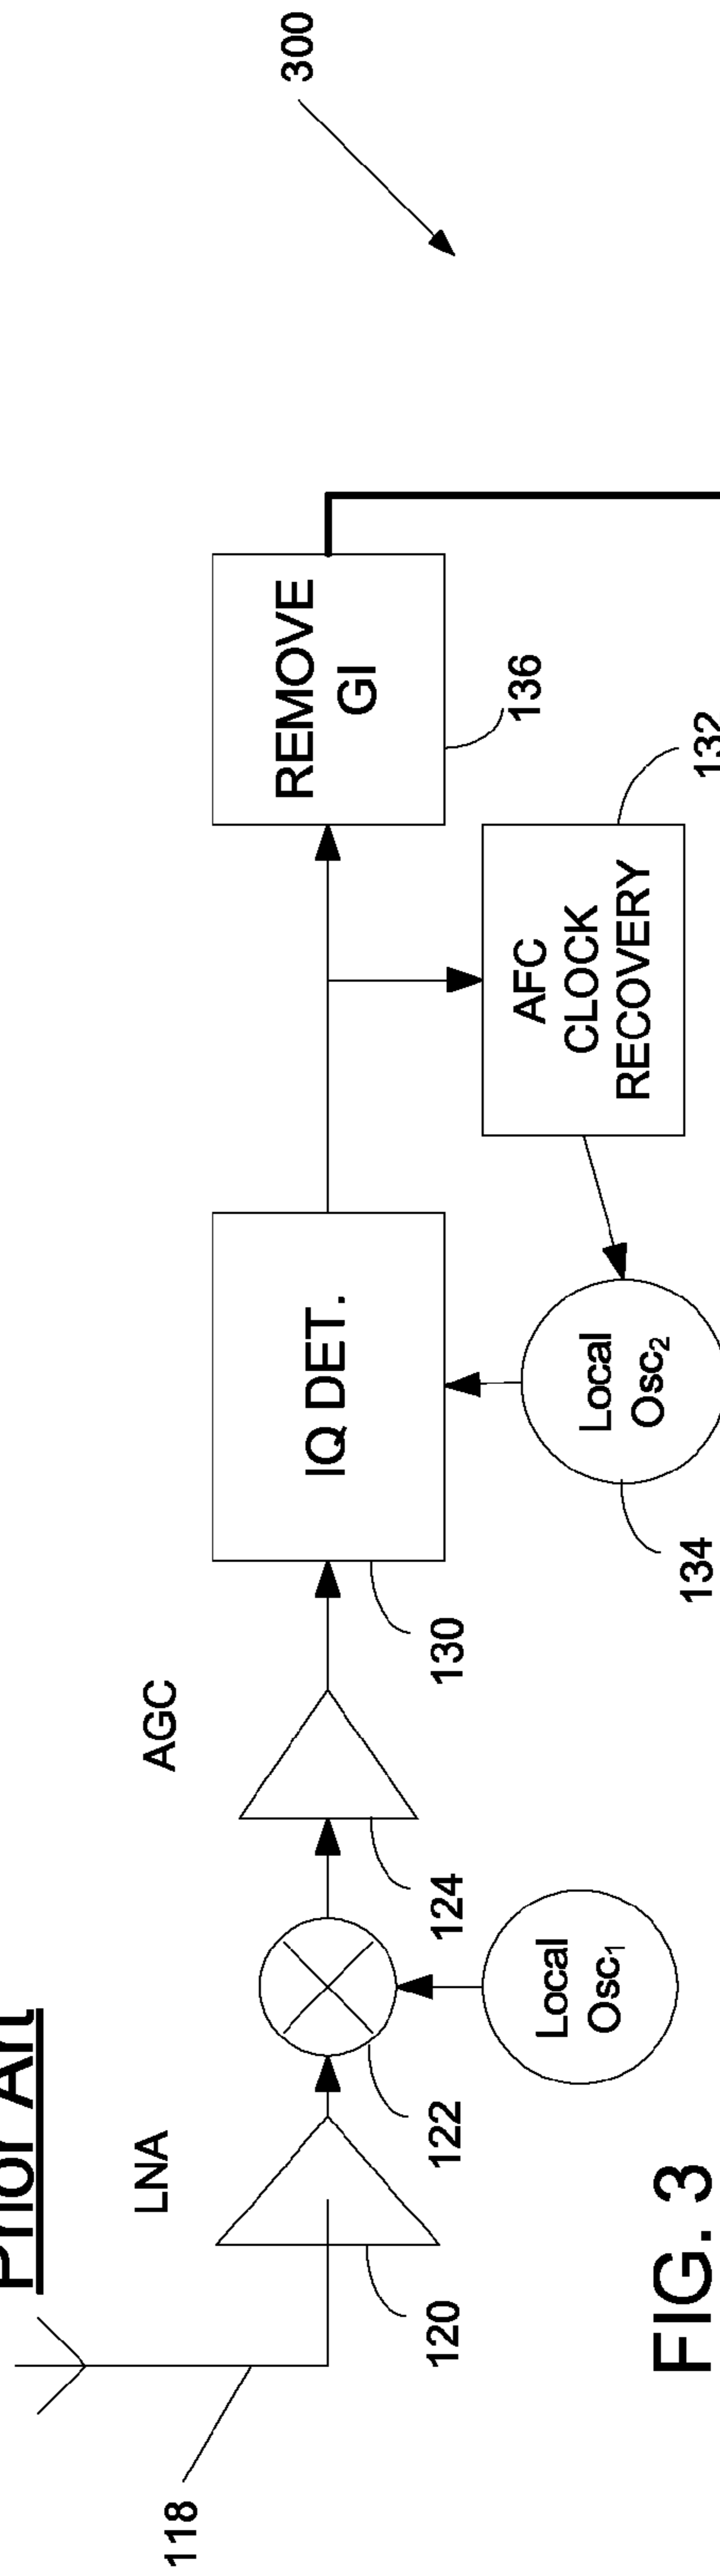 Prior Art
300
LNA
AGC
REMOVE
GI
IQ DET.
AFC
CLOCK
RECOVERY
Local
Osc1
Local
Osc2
118
120
122
124
130
134
132
136
FIG. 3